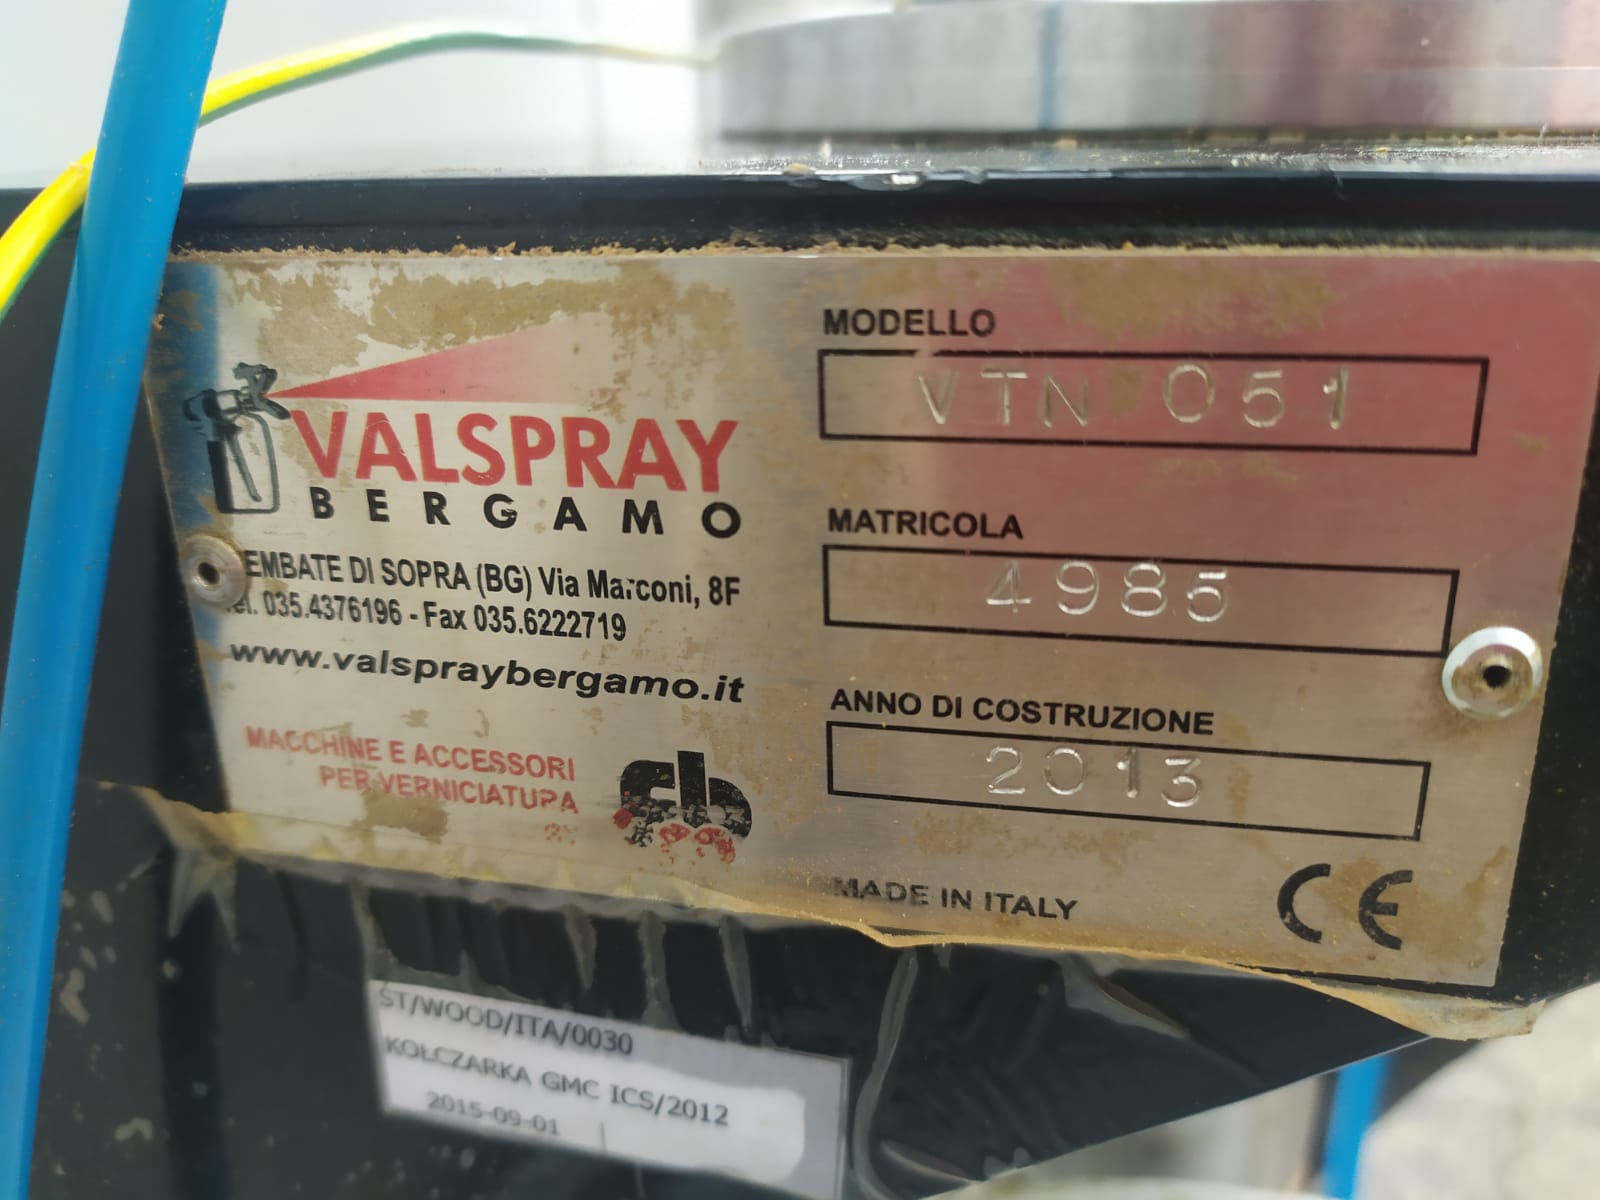 VALSPRAY
BERGAMO
EMBATE DI SOPRA (BG) Via Marconi, 8F
el. 035.4376196 - Fax 035.6222719
www.valspraybergamo.it
MACCHINE E ACCESSORI
PER VERNICIATURA
MODELLO
VTN 051
MATRICOLA
4985
ANNO DI COSTRUZIONE
2013
MADE IN ITALY
CE
ST/WOOD/ITA/0030
KOŁCZARKA GMC ICS/2012
2015-09-01